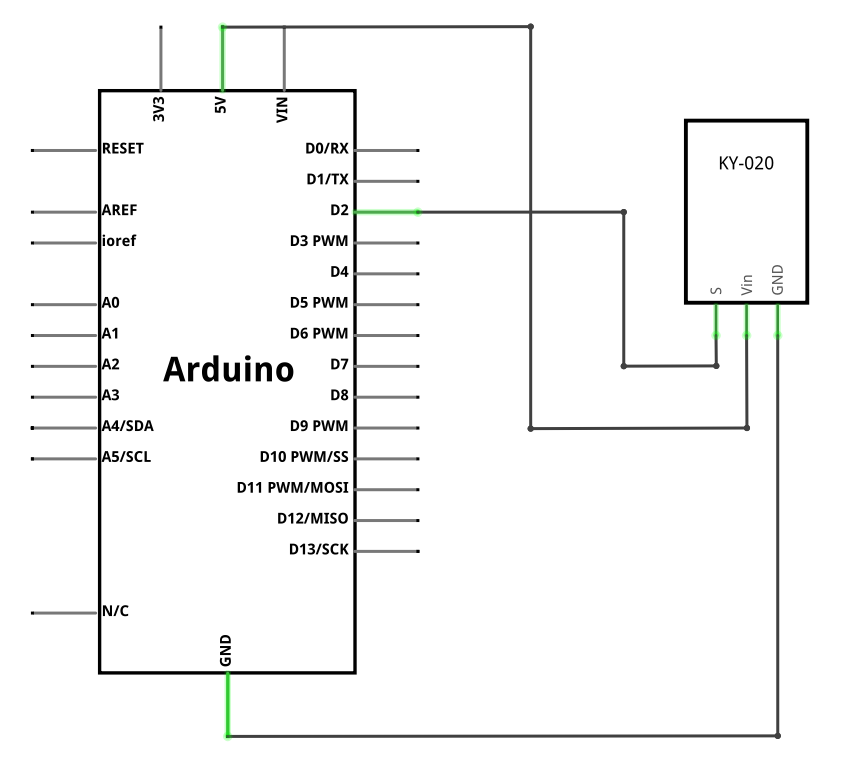 3V3
5V
VIN
RESET
D0/RX
D1/TX
AREF
D2
ioref
D3 PWM
D4
A0
D5 PWM
A1
D6 PWM
A2
D7
Arduino
A3
D8
A4/SDA
D9 PWM
A5/SCL
D10 PWM/SS
D11 PWM/MOSI
D12/MISO
D13/SCK
N/C
GND
KY-020
S
Vin
GND